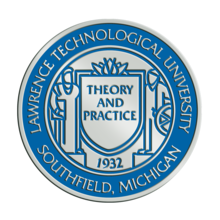 LAWRENCE TECHNOLOGICAL UNIVERSITY
THEORY
AND
PRACTICE
1932
SOUTHFIELD, MICHIGAN